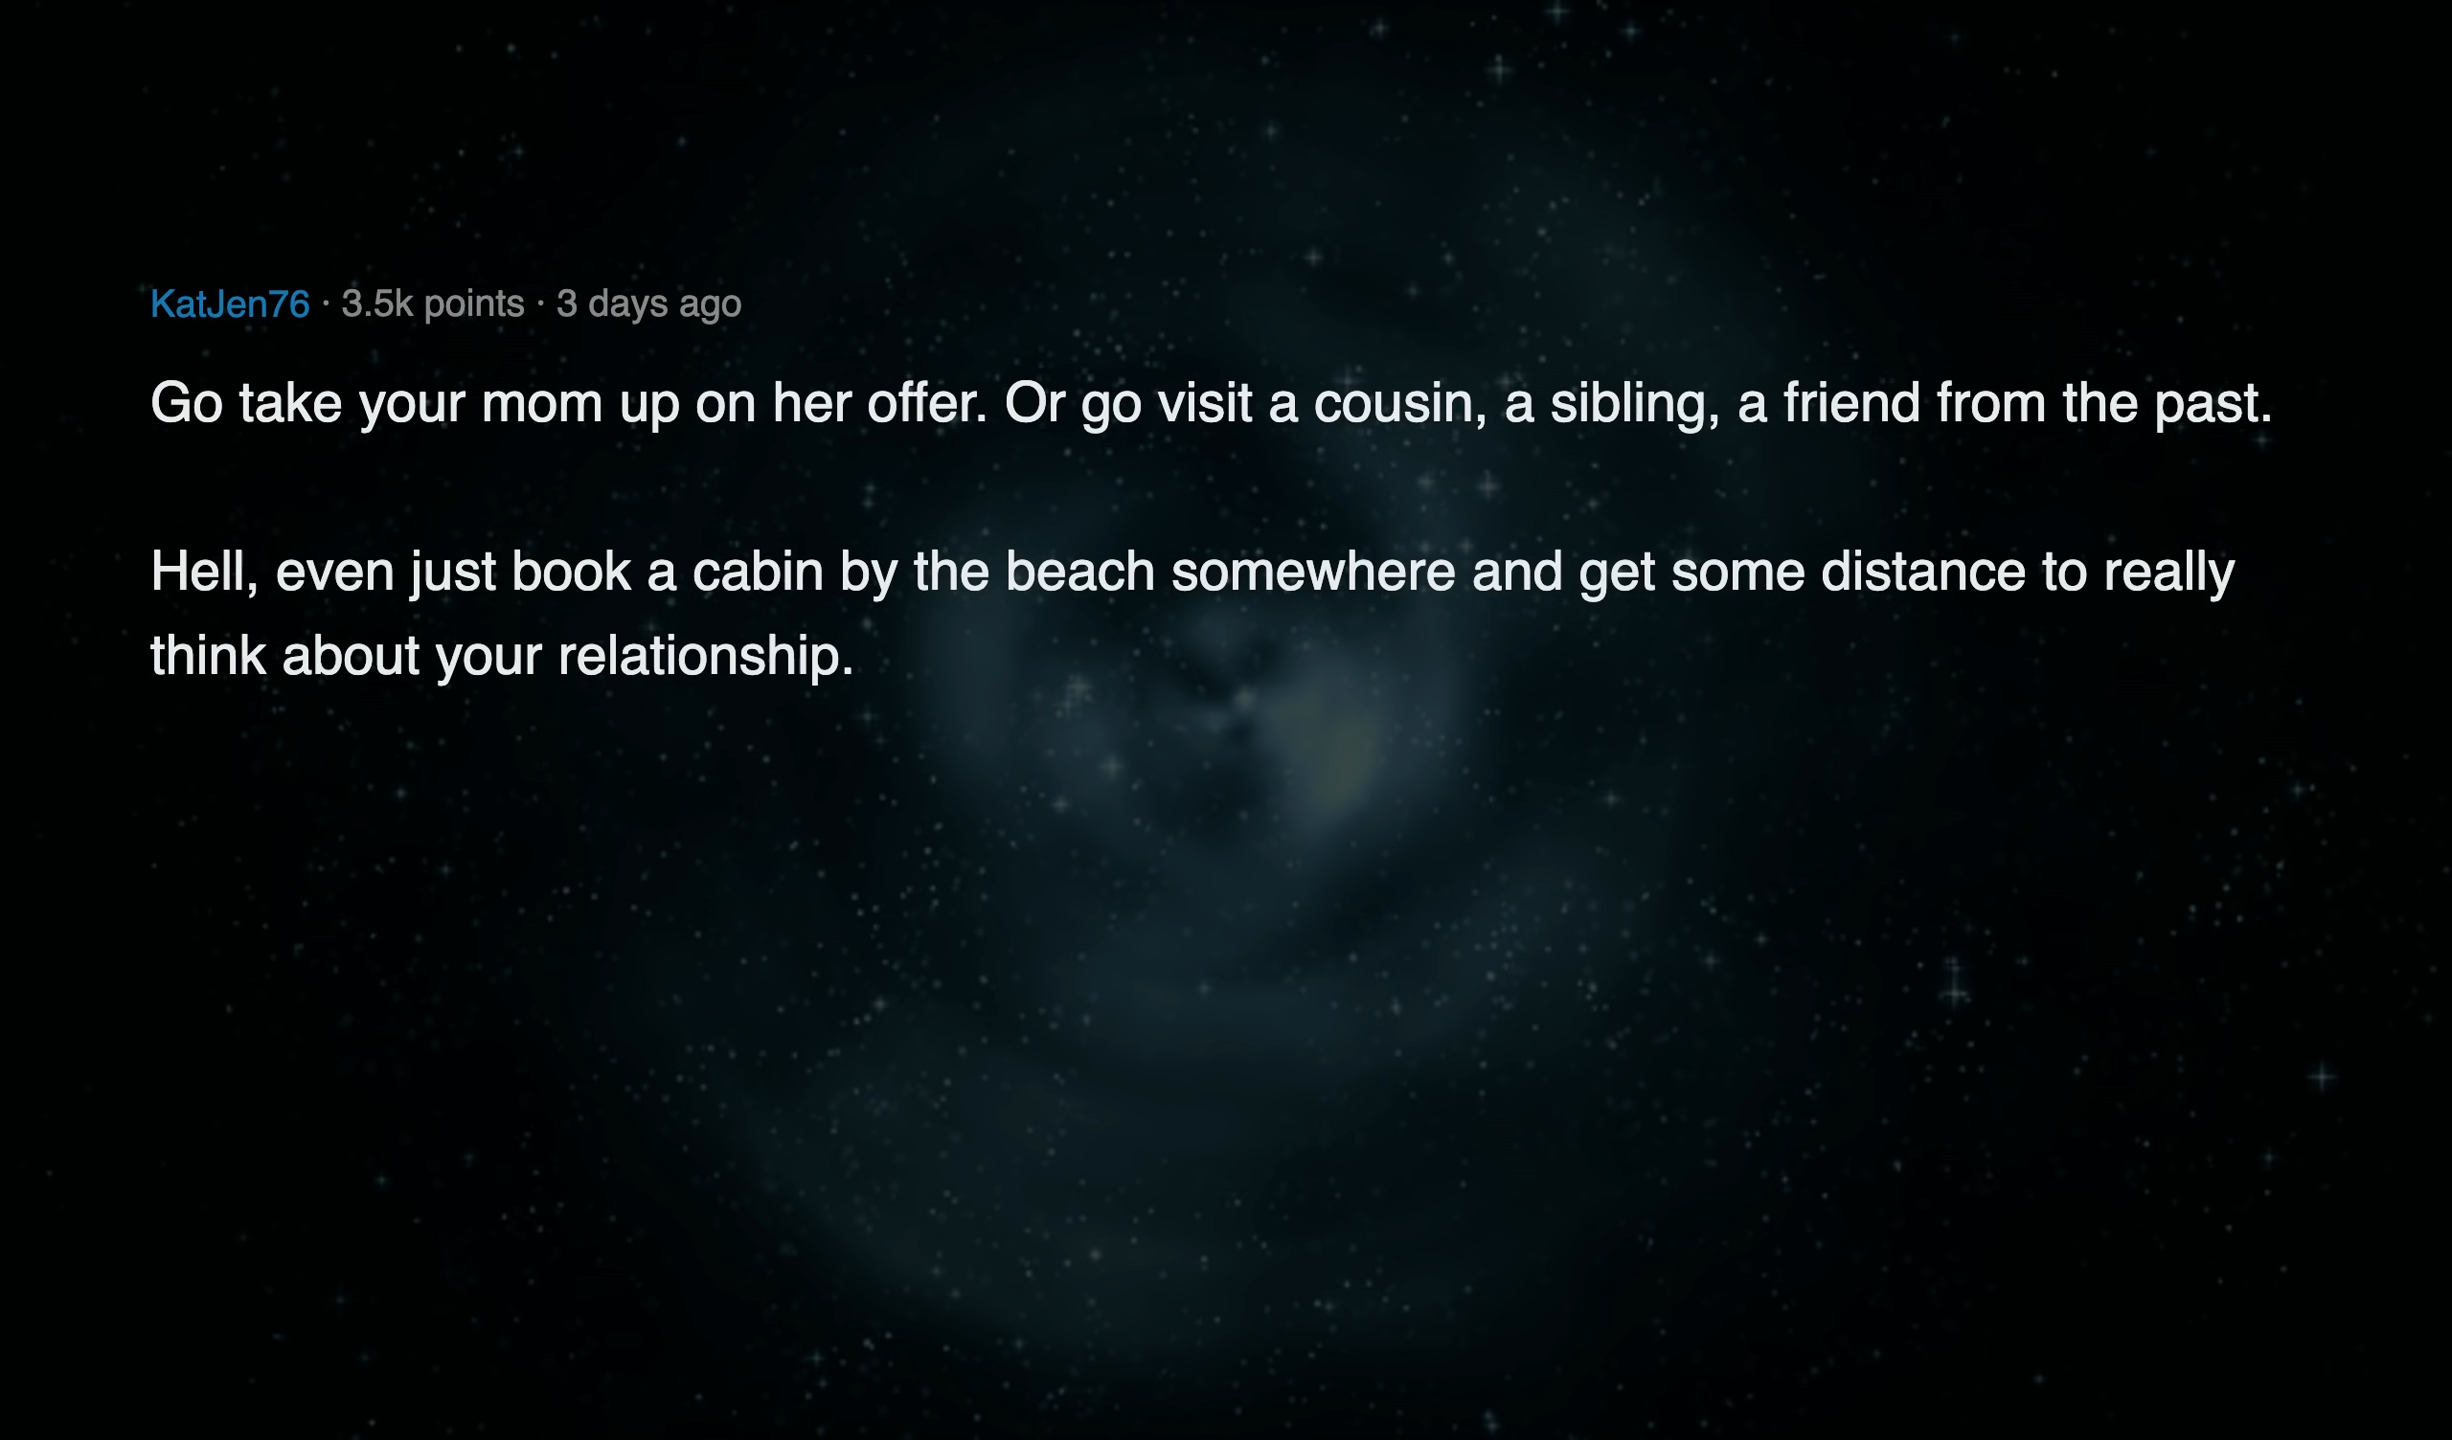 KatJen76 · 3.5k points · 3 days ago
Go take your mom up on her offer. Or go visit a cousin, a sibling, a friend from the past.
Hell, even just book a cabin by the beach somewhere and get some distance to really
think about your relationship.